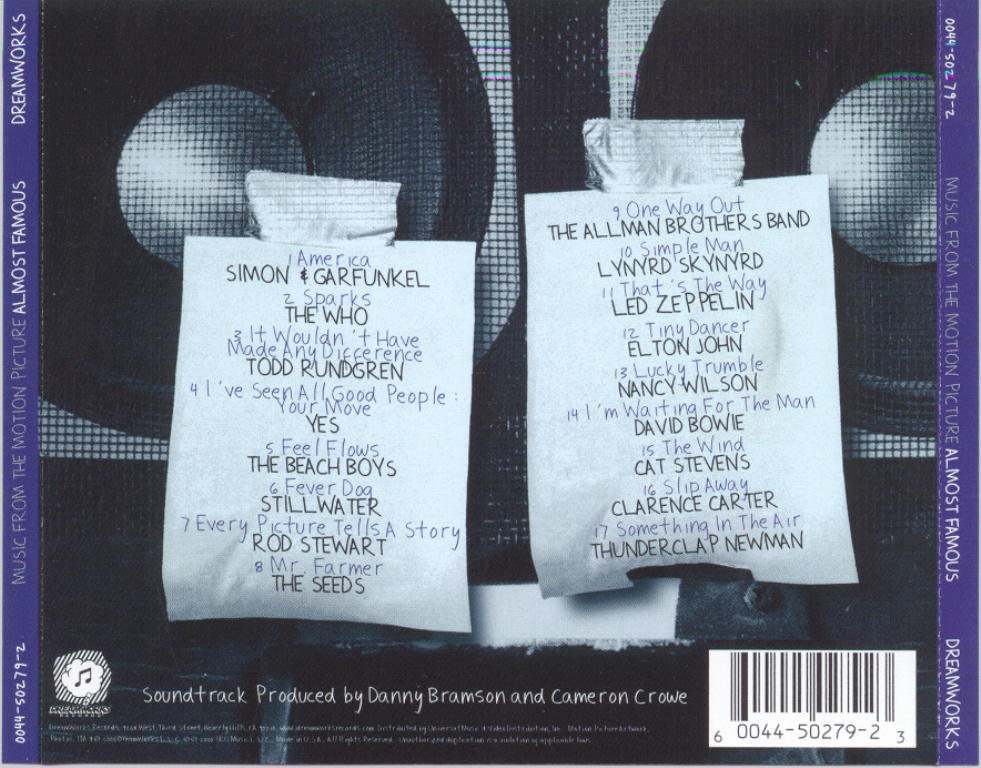 DREAMWORKS
MUSIC FROM THE MOTION PICTURE ALMOST FAMOUS
0044-50279-2
1 America
SIMON & GARFUNKEL
2 Sparks
THE WHO
3 It Wouldn't Have
Made Any Difference
TODD RUNDGREN
4 I've Seen All Good People :
Your Move
YES
5 Feel Flows
THE BEACH BOYS
6 Fever Dog
STILLWATER
7 Every Picture Tells A Story
ROD STEWART
8 Mr. Farmer
THE SEEDS
9 One Way Out
THE ALLMAN BROTHERS BAND
10 Simple Man
LYNYRD SKYNYRD
11 That's The Way
LED ZEPPELIN
12 Tiny Dancer
ELTON JOHN
13 Lucky Trumble
NANCY WILSON
14 I'm Waiting For The Man
DAVID BOWIE
15 The Wind
CAT STEVENS
16 Slip Away
CLARENCE CARTER
17 Something In The Air
THUNDERCLAP NEWMAN
DREAMWORKS
RECORDS
Soundtrack Produced by Danny Bramson and Cameron Crowe
6 0044-50279-2 3
0044-50279-2
MUSIC FROM THE MOTION PICTURE ALMOST FAMOUS
DREAMWORKS